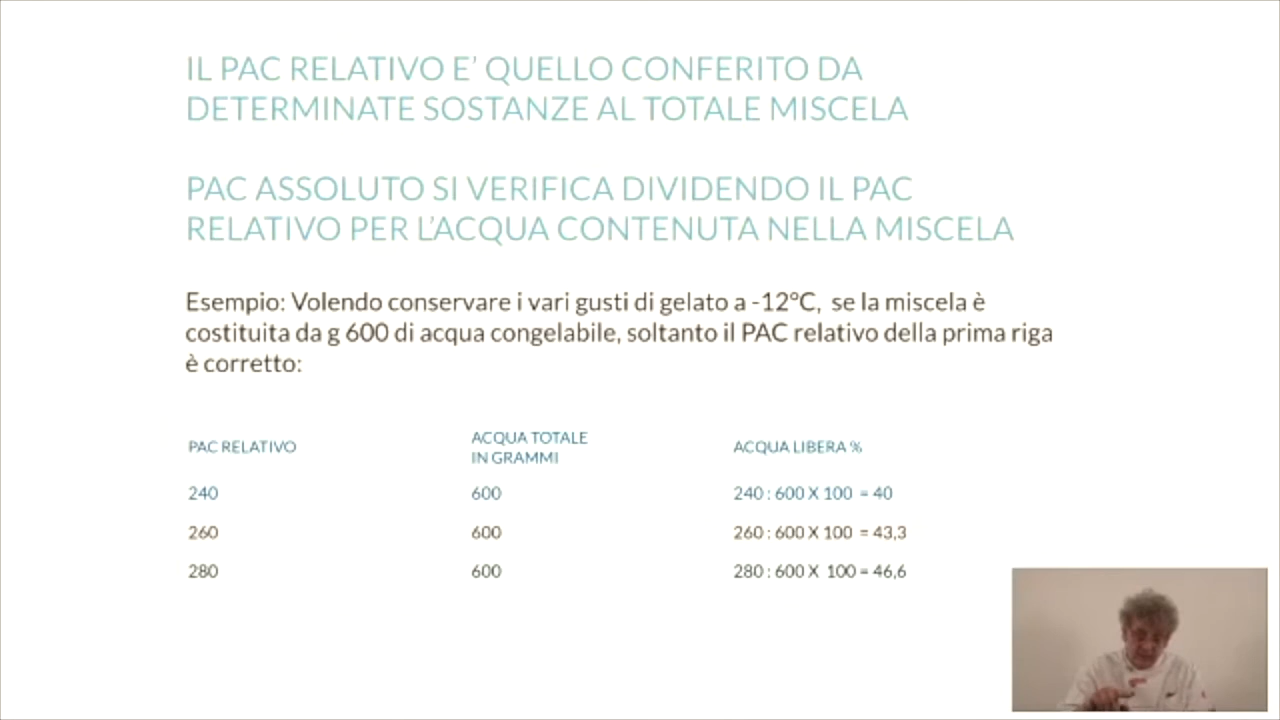 IL PAC RELATIVO E' QUELLO CONFERITO DA
DETERMINATE SOSTANZE AL TOTALE MISCELA
PAC ASSOLUTO SI VERIFICA DIVIDENDO IL PAC
RELATIVO PER L'ACQUA CONTENUTA NELLA MISCELA
Esempio: Volendo conservare i vari gusti di gelato a -12°C, se la miscela è
costituita da g 600 di acqua congelabile, soltanto il PAC relativo della prima riga
è corretto:
PAC RELATIVO
ACQUA TOTALE
IN GRAMMI
ACQUA LIBERA %
240 600 240 : 600 X 100 = 40
260 600 260 : 600 X 100 = 43,3
280 600 280 : 600 X 100 = 46,6